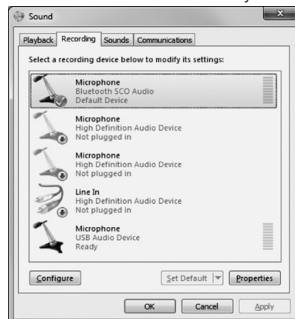 Sound
Playback Recording Sounds Communications
Select a recording device below to modify its settings:
Microphone
Bluetooth SCO Audio
Default Device
Microphone
High Definition Audio Device
Not plugged in
Microphone
High Definition Audio Device
Not plugged in
Line In
High Definition Audio Device
Not plugged in
Microphone
USB Audio Device
Ready
Configure Set Default Properties
OK Cancel Apply